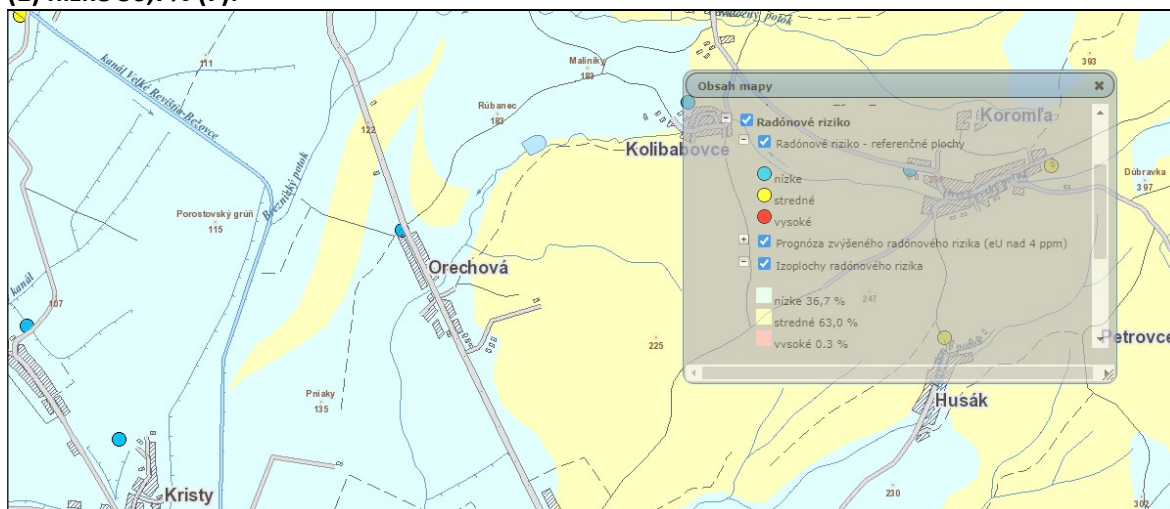 kanál Veľké Revištia-Bežovce
111
Maliniky
183
393
Rúbanec
183
122
Obsah mapy
Radónové riziko
Radónové riziko - referenčné plochy
nízke
stredné
vysoké
Prognóza zvýšeného radónového rizika (eU nad 4 ppm)
Izoplochy radónového rizika
nízke 36,7 %
stredné 63,0 %
vysoké 0.3 %
Koromľa
Kolibabovce
Dúbravka
397
Porostovský grúň
115
Orechová
kanál
107
247
225
Petrovce
potok
Pniaky
135
Husák
Kristy
230
302